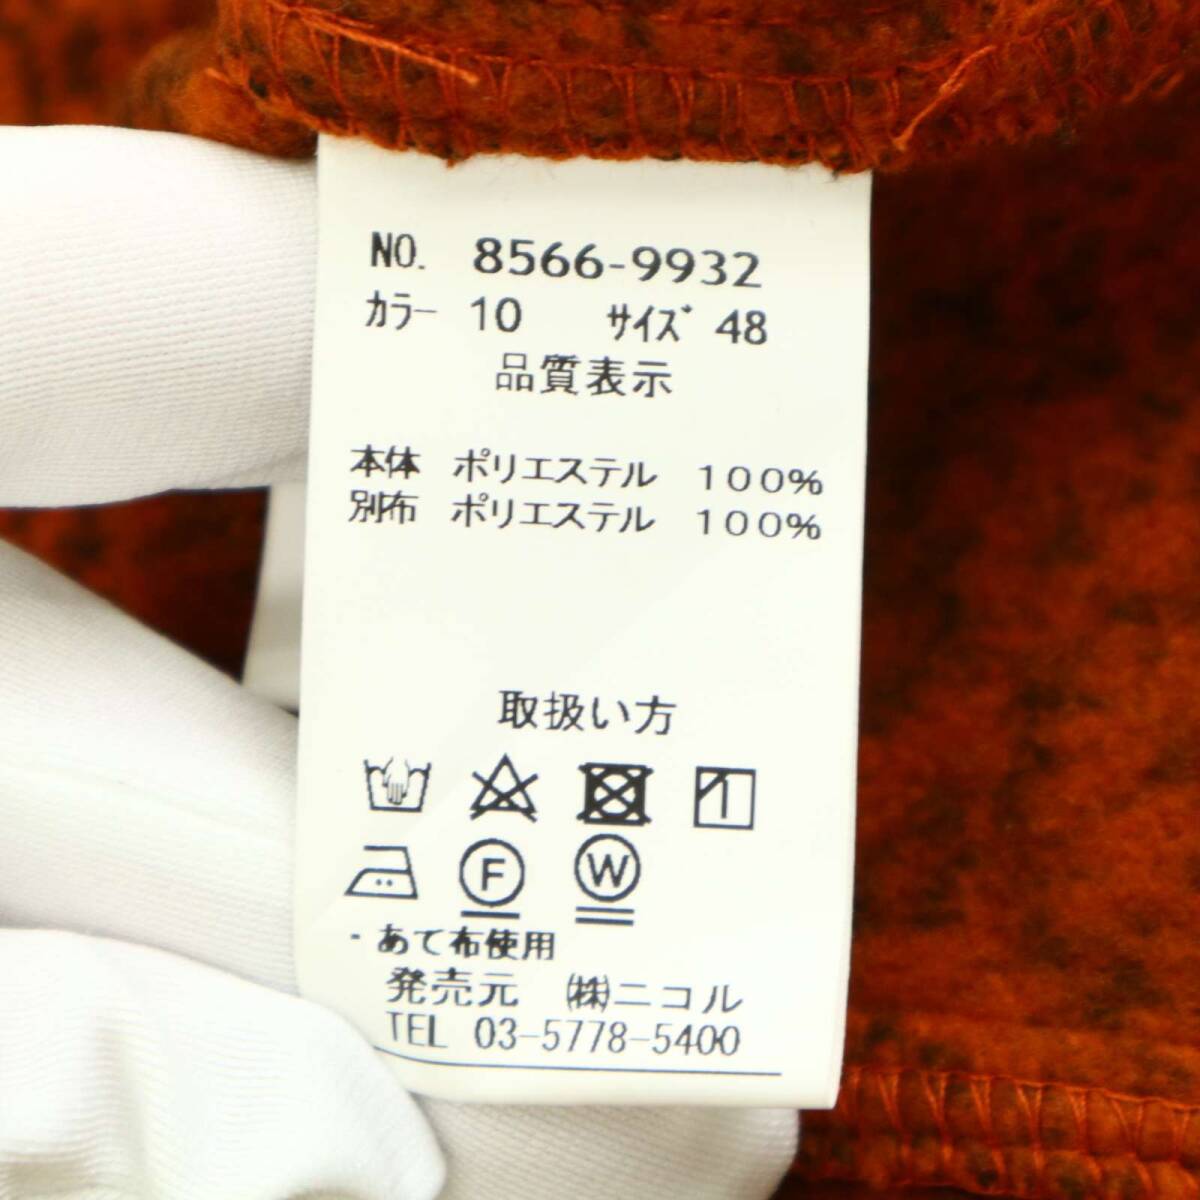 NO. 8566-9932
カラー 10 サイズ 48
品質表示
本体 ポリエステル 100%
別布 ポリエステル 100%
取扱い方
F W
・あて布使用
発売元 ㈱ニコル
TEL 03-5778-5400